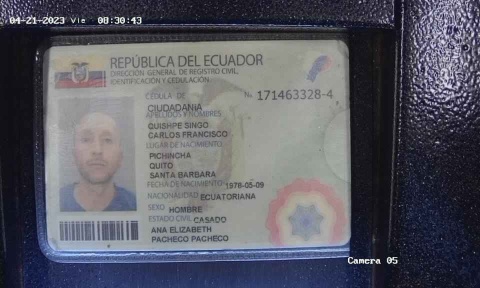 04-21-2023 Vie 08:30:43
REPÚBLICA DEL ECUADOR
DIRECCIÓN GENERAL DE REGISTRO CIVIL,
IDENTIFICACIÓN Y CEDULACIÓN
CÉDULA DE No 171463328-4
CIUDADANÍA
APELLIDOS Y NOMBRES
QUISHPE SINGO
CARLOS FRANCISCO
LUGAR DE NACIMIENTO
PICHINCHA
QUITO
SANTA BARBARA
FECHA DE NACIMIENTO 1976-05-09
NACIONALIDAD ECUATORIANA
SEXO HOMBRE
ESTADO CIVIL CASADO
ANA ELIZABETH
PACHECO PACHECO
Camera 05